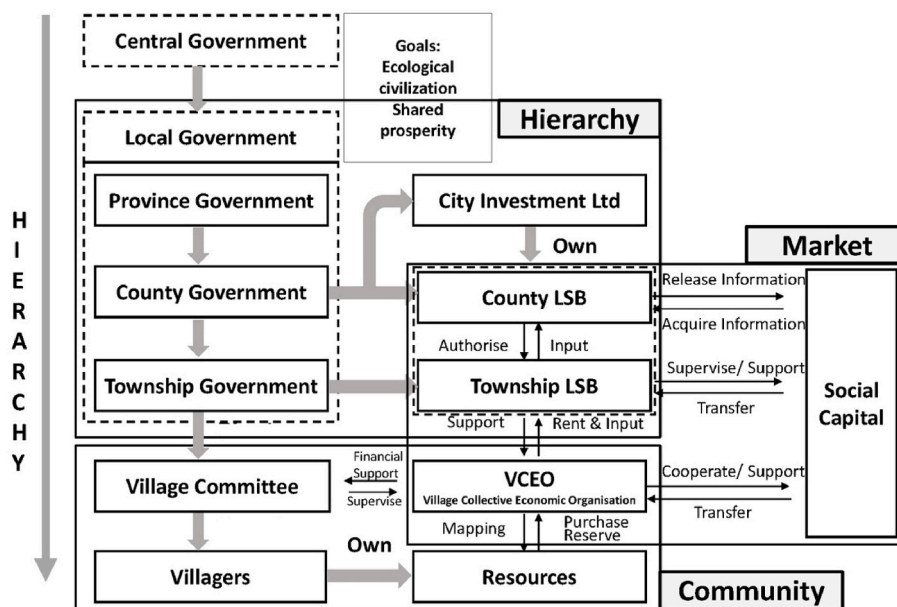 Central Government
Goals:
Ecological
civilization
Shared
prosperity
Hierarchy
Local Government
Province Government
City Investment Ltd
Own
Market
County Government
County LSB
Release Information
Acquire Information
Authorise
Input
Township Government
Township LSB
Supervise/ Support
Transfer
Social
Capital
Support
Rent & Input
Village Committee
Financial
Support
Supervise
VCEO
Village Collective Economic Organisation
Cooperate/ Support
Transfer
Mapping
Purchase
Reserve
Own
Villagers
Resources
Community
HIERARCHY